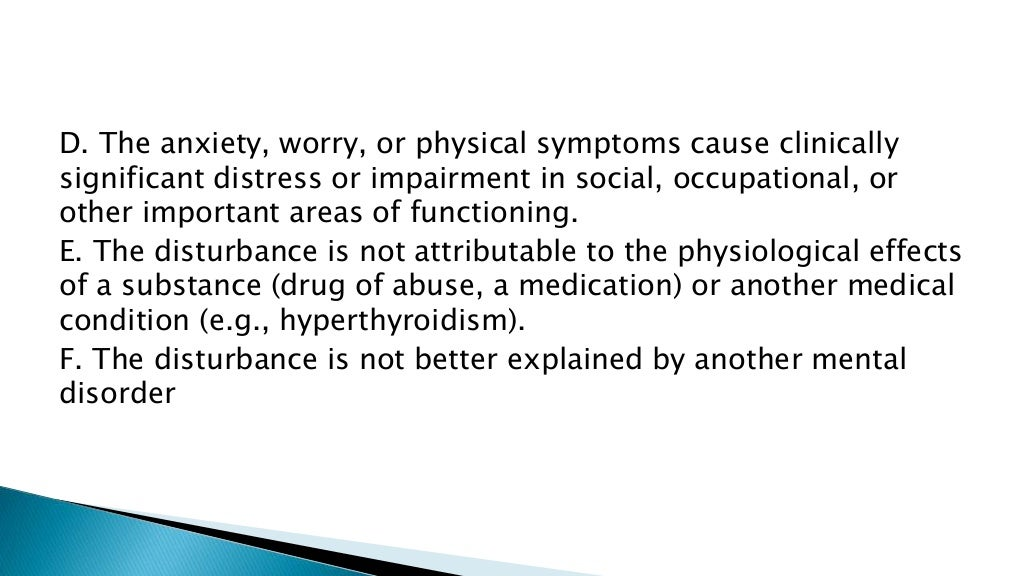 D. The anxiety, worry, or physical symptoms cause clinically
significant distress or impairment in social, occupational, or
other important areas of functioning.
E. The disturbance is not attributable to the physiological effects
of a substance (drug of abuse, a medication) or another medical
condition (e.g., hyperthyroidism).
F. The disturbance is not better explained by another mental
disorder